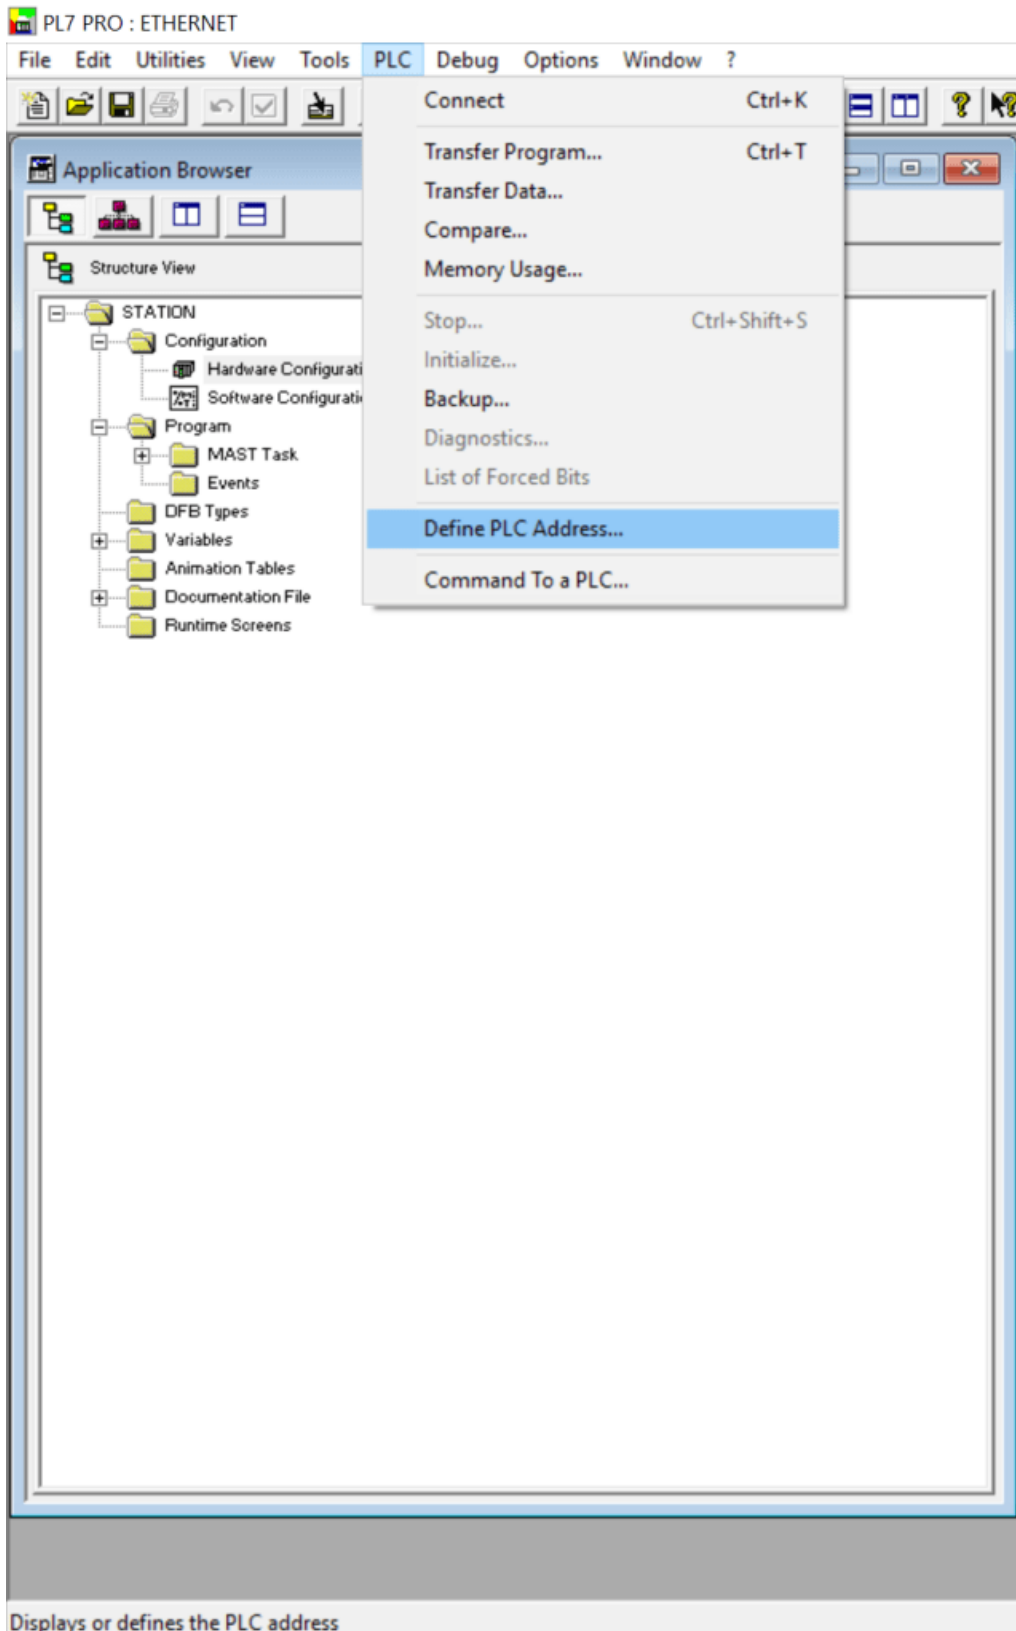 PL7 PRO : ETHERNET
File Edit Utilities View Tools PLC Debug Options Window ?
Connect Ctrl+K
Application Browser
Transfer Program... Ctrl+T
Transfer Data...
Compare...
Structure View
Memory Usage...
STATION
Stop... Ctrl+Shift+S
Configuration
Initialize...
Hardware Configurati
Software Configuratio
Backup...
Program
Diagnostics...
MAST Task
List of Forced Bits
Events
DFB Types
Define PLC Address...
Variables
Animation Tables
Command To a PLC...
Documentation File
Runtime Screens
Displays or defines the PLC address